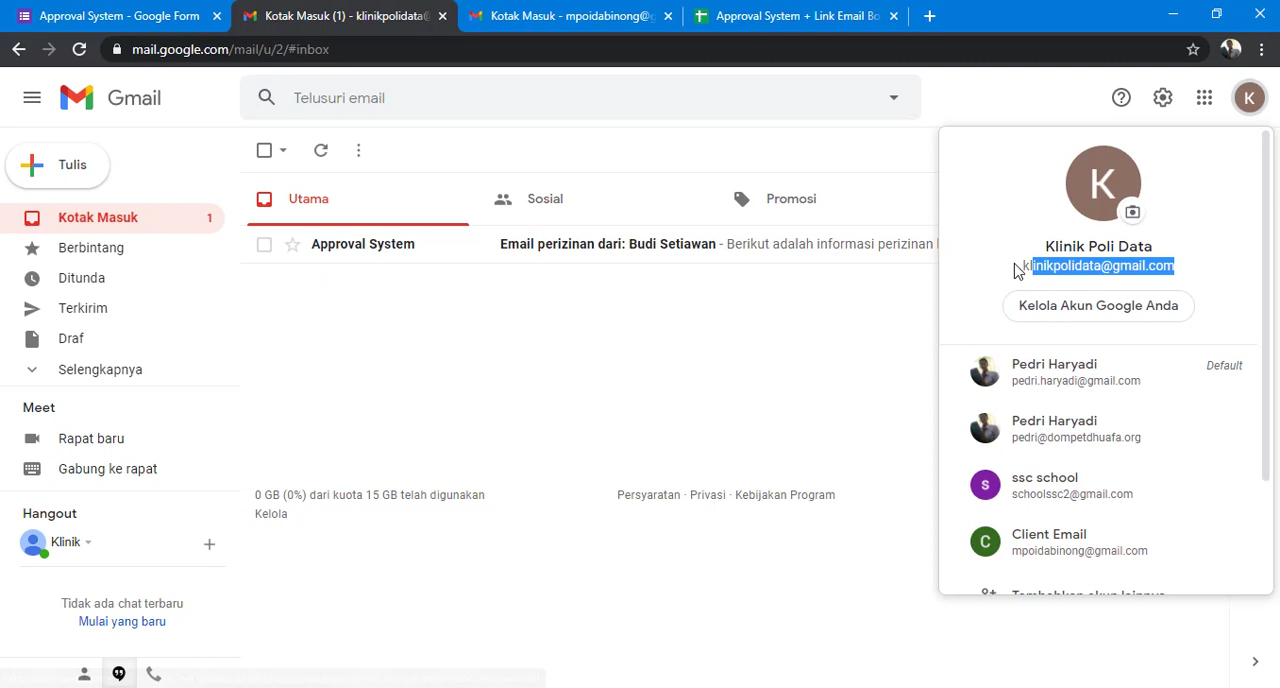 Approval System - Google Form
Kotak Masuk (1) - klinikpolidata@
Kotak Masuk - mpoidabinong@g
Approval System + Link Email Bo
mail.google.com/mail/u/2/#inbox
Gmail
Telusuri email
K
Tulis
Kotak Masuk 1
Berbintang
Ditunda
Terkirim
Draf
Selengkapnya
Meet
Rapat baru
Gabung ke rapat
Hangout
Klinik
Tidak ada chat terbaru
Mulai yang baru
Utama
Sosial
Promosi
Approval System Email perizinan dari: Budi Setiawan - Berikut adalah informasi perizinan
0 GB (0%) dari kuota 15 GB telah digunakan
Kelola
Persyaratan · Privasi · Kebijakan Program
K
Klinik Poli Data
klinikpolidata@gmail.com
Kelola Akun Google Anda
Pedri Haryadi Default
pedri.haryadi@gmail.com
Pedri Haryadi
pedri@dompetdhuafa.org
S
ssc school
schoolssc2@gmail.com
C
Client Email
mpoidabinong@gmail.com
Tambahkan akun lainnya